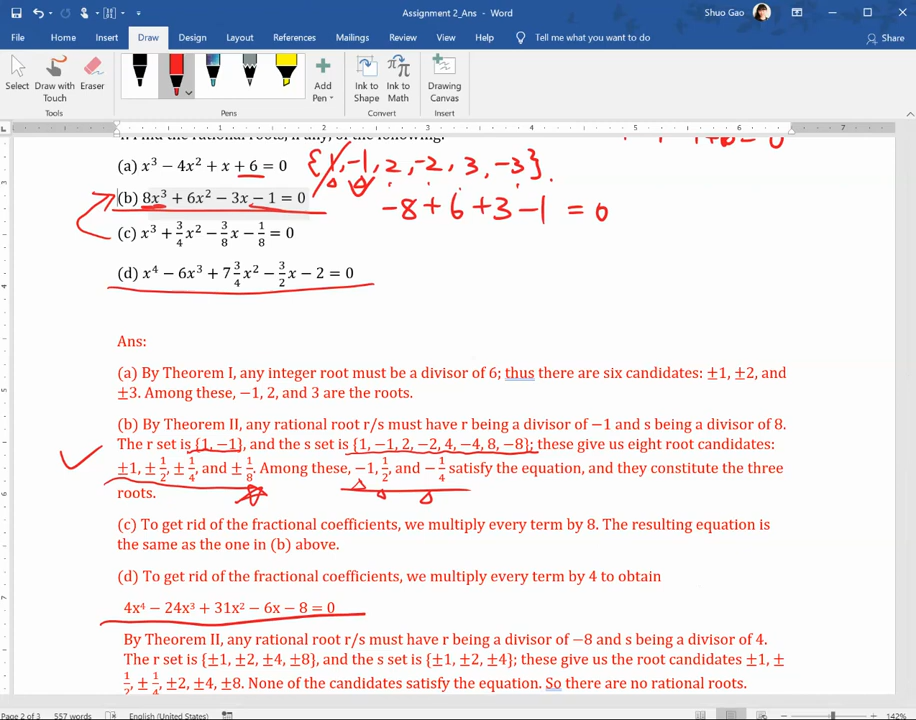 Assignment 2_Ans - Word
Shuo Gao
File Home Insert Draw Design Layout References Mailings Review View Help Tell me what you want to do Share
Select Draw with Touch Eraser Add Pen Ink to Shape Ink to Math Drawing Canvas
Tools Pens Convert Insert
(a) x³ − 4x² + x + 6 = 0 {1, -1, 2, -2, 3, -3}.
(b) 8x³ + 6x² − 3x − 1 = 0
-8 + 6 + 3 - 1 = 0
(c) x³ + 3/4 x² − 3/8 x − 1/8 = 0
(d) x⁴ − 6x³ + 7 3/4 x² − 3/2 x − 2 = 0
Ans:
(a) By Theorem I, any integer root must be a divisor of 6; thus there are six candidates: ±1, ±2, and
±3. Among these, −1, 2, and 3 are the roots.
(b) By Theorem II, any rational root r/s must have r being a divisor of −1 and s being a divisor of 8.
The r set is {1, −1}, and the s set is {1, −1, 2, −2, 4, −4, 8, −8}; these give us eight root candidates:
±1, ± 1/2, ± 1/4, and ± 1/8. Among these, −1, 1/2, and − 1/4 satisfy the equation, and they constitute the three
roots.
(c) To get rid of the fractional coefficients, we multiply every term by 8. The resulting equation is
the same as the one in (b) above.
(d) To get rid of the fractional coefficients, we multiply every term by 4 to obtain
4x⁴ − 24x³ + 31x² − 6x − 8 = 0
By Theorem II, any rational root r/s must have r being a divisor of −8 and s being a divisor of 4.
The r set is {±1, ±2, ±4, ±8}, and the s set is {±1, ±2, ±4}; these give us the root candidates ±1, ±
1/2, ± 1/4, ±2, ±4, ±8. None of the candidates satisfy the equation. So there are no rational roots.
Page 2 of 3 557 words English (United States) 142%